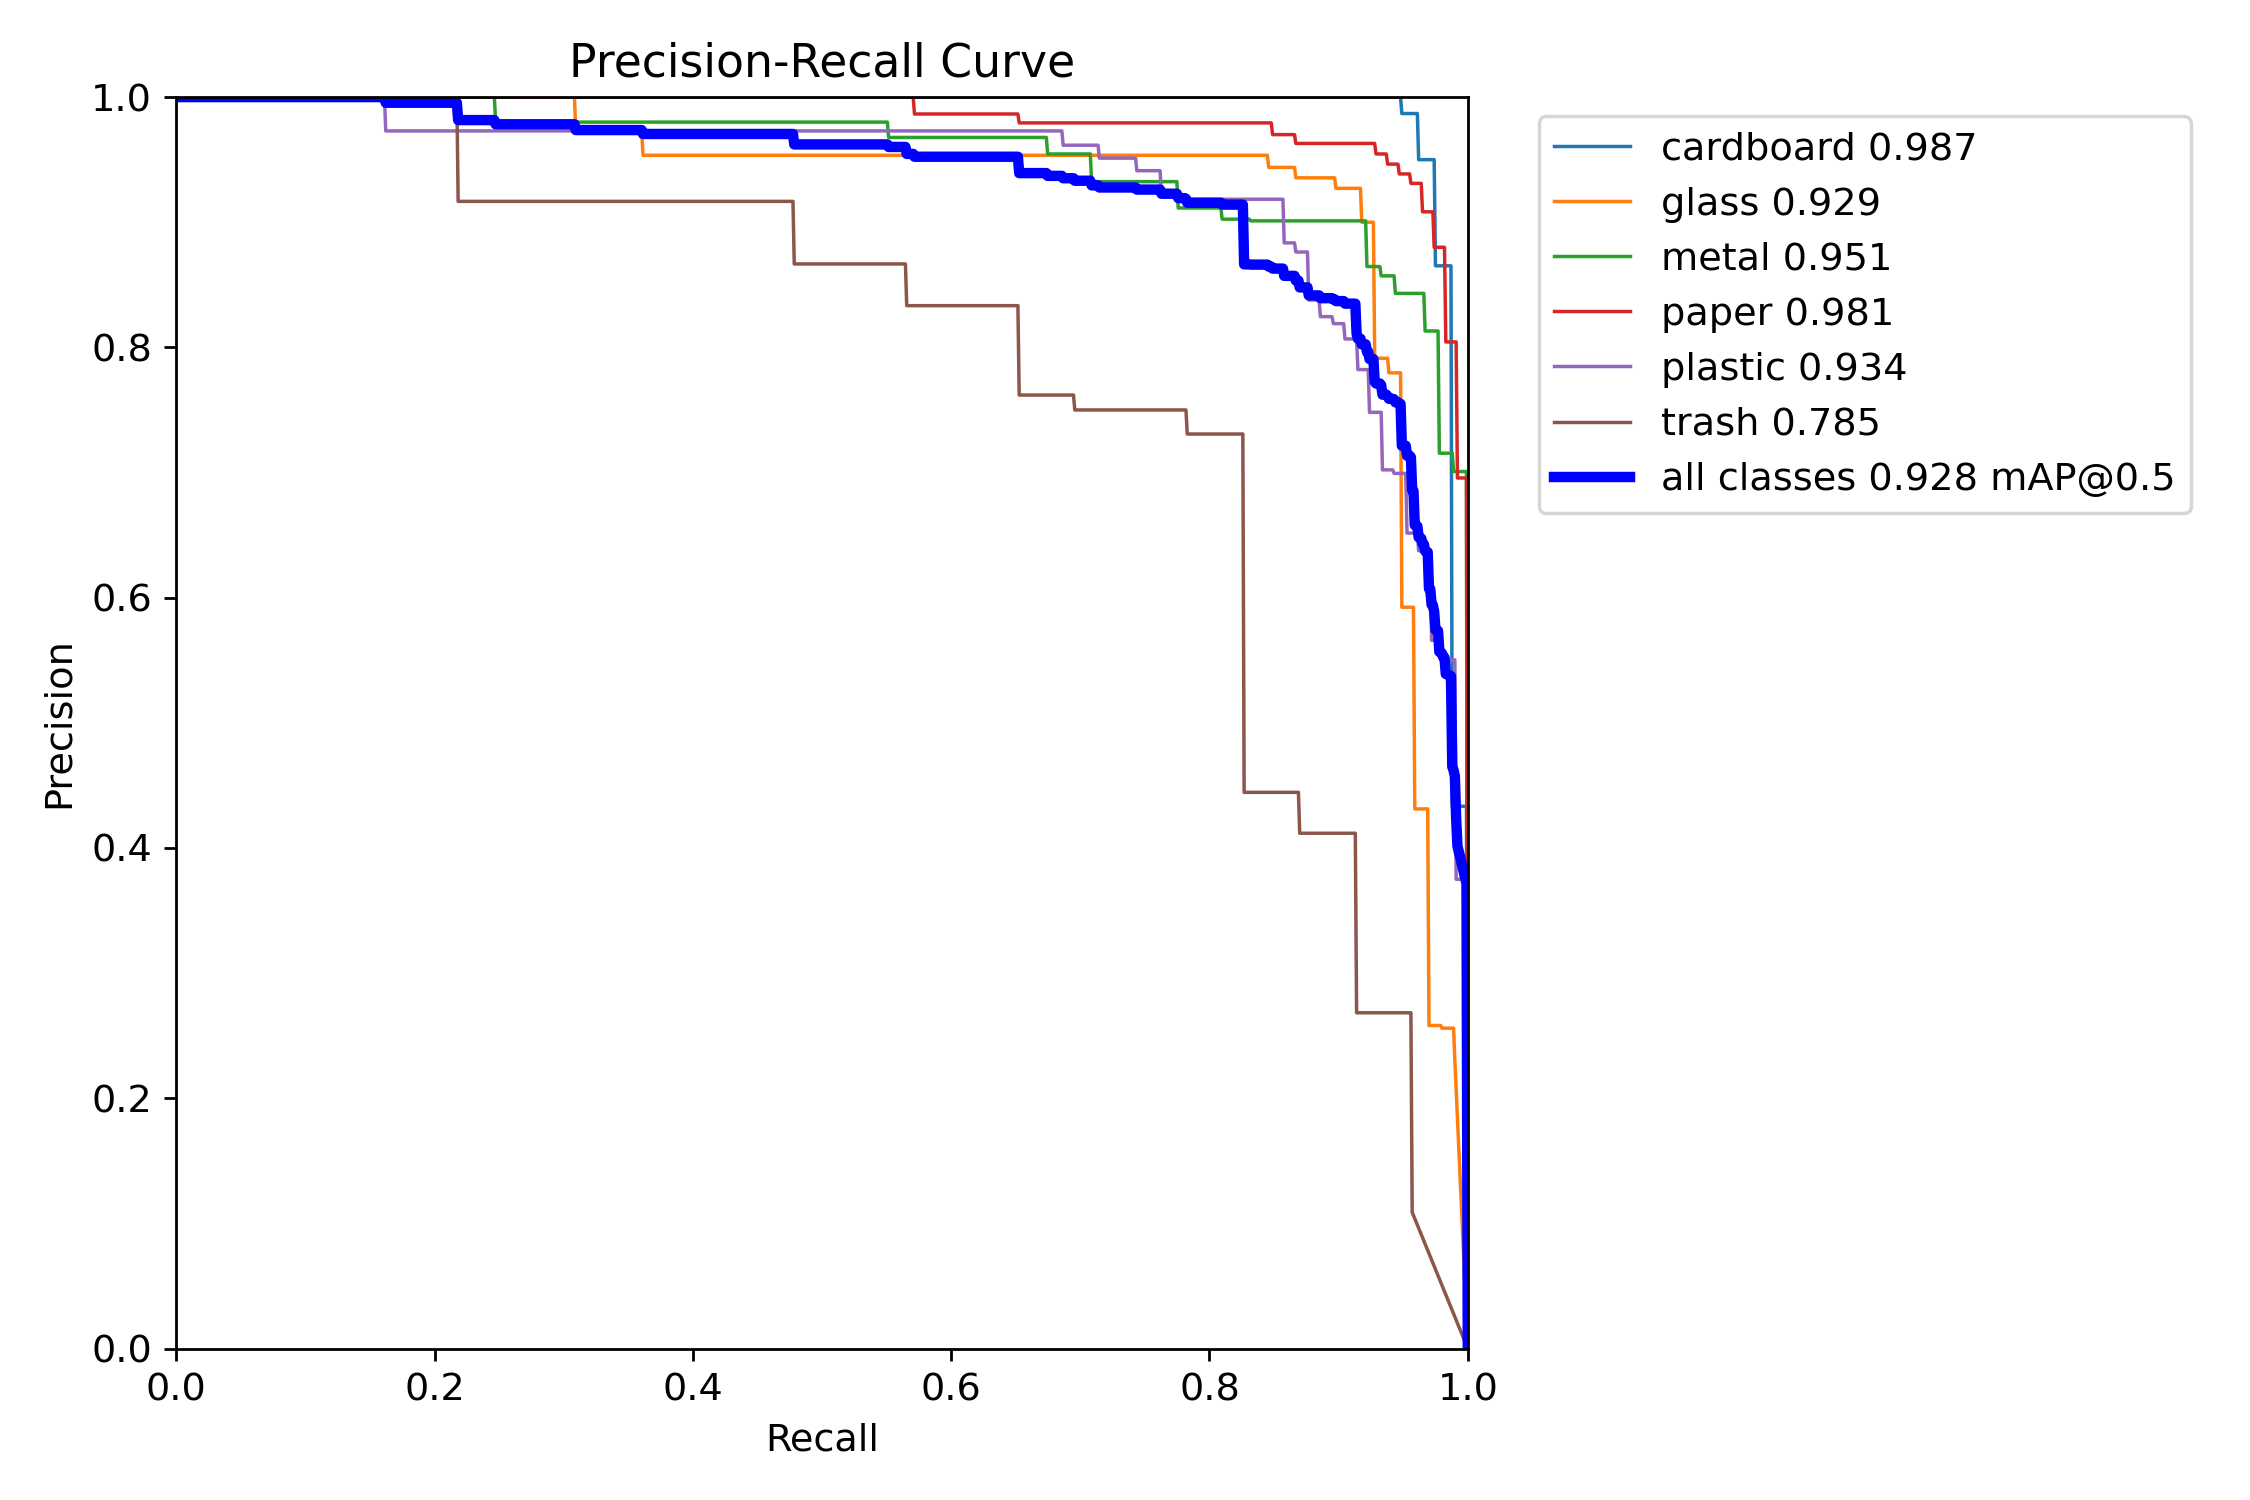 Precision-Recall Curve
1.0
0.8
0.6
0.4
0.2
0.0
Precision
0.0 0.2 0.4 0.6 0.8 1.0
Recall
cardboard 0.987
glass 0.929
metal 0.951
paper 0.981
plastic 0.934
trash 0.785
all classes 0.928 mAP@0.5